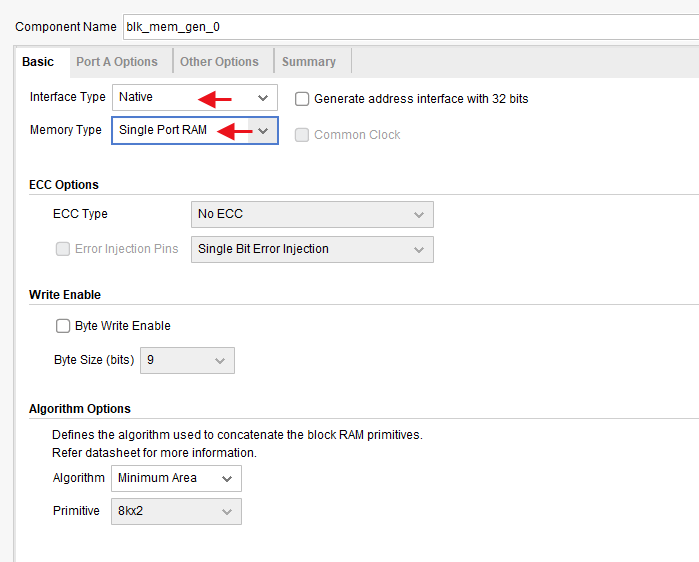 Component Name blk_mem_gen_0
Basic Port A Options Other Options Summary
Interface Type Native Generate address interface with 32 bits
Memory Type Single Port RAM Common Clock
ECC Options
ECC Type No ECC
Error Injection Pins Single Bit Error Injection
Write Enable
Byte Write Enable
Byte Size (bits) 9
Algorithm Options
Defines the algorithm used to concatenate the block RAM primitives.
Refer datasheet for more information.
Algorithm Minimum Area
Primitive 8kx2